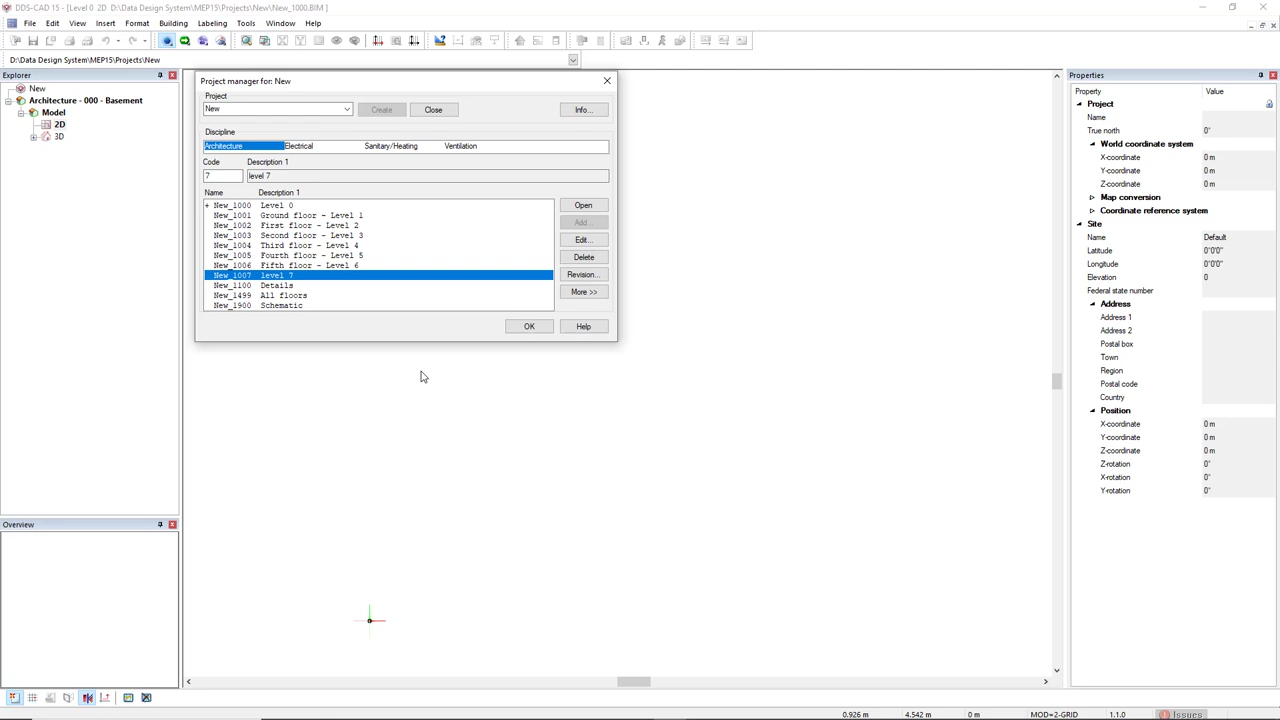 DDS-CAD 15 - [Level 0  2D  D:\Data Design System\MEP15\Projects\New\New_1000.BIM ]
File Edit View Insert Format Building Labeling Tools Window Help
D:\Data Design System\MEP15\Projects\New
Explorer
New
Architecture - 000 - Basement
Model
2D
3D
Overview
Project manager for: New
Project
New
Create
Close
Info...
Discipline
Architecture Electrical Sanitary/Heating Ventilation
Code Description 1
7 level 7
Name Description 1
+ New_1000 Level 0
New_1001 Ground floor - Level 1
New_1002 First floor - Level 2
New_1003 Second floor - Level 3
New_1004 Third floor - Level 4
New_1005 Fourth floor - Level 5
New_1006 Fifth floor - Level 6
New_1007 level 7
New_1100 Details
New_1499 All floors
New_1900 Schematic
Open
Add...
Edit...
Delete
Revision...
More >>
OK
Help
Properties
Property Value
Project
Name
True north 0°
World coordinate system
X-coordinate 0 m
Y-coordinate 0 m
Z-coordinate 0 m
Map conversion
Coordinate reference system
Site
Name Default
Latitude 0°0'0"
Longitude 0°0'0"
Elevation 0
Federal state number
Address
Address 1
Address 2
Postal box
Town
Region
Postal code
Country
Position
X-coordinate 0 m
Y-coordinate 0 m
Z-coordinate 0 m
Z-rotation 0°
X-rotation 0°
Y-rotation 0°
0.926 m 4.542 m 0 m MOD=2-GRID 1.1.0 Issues